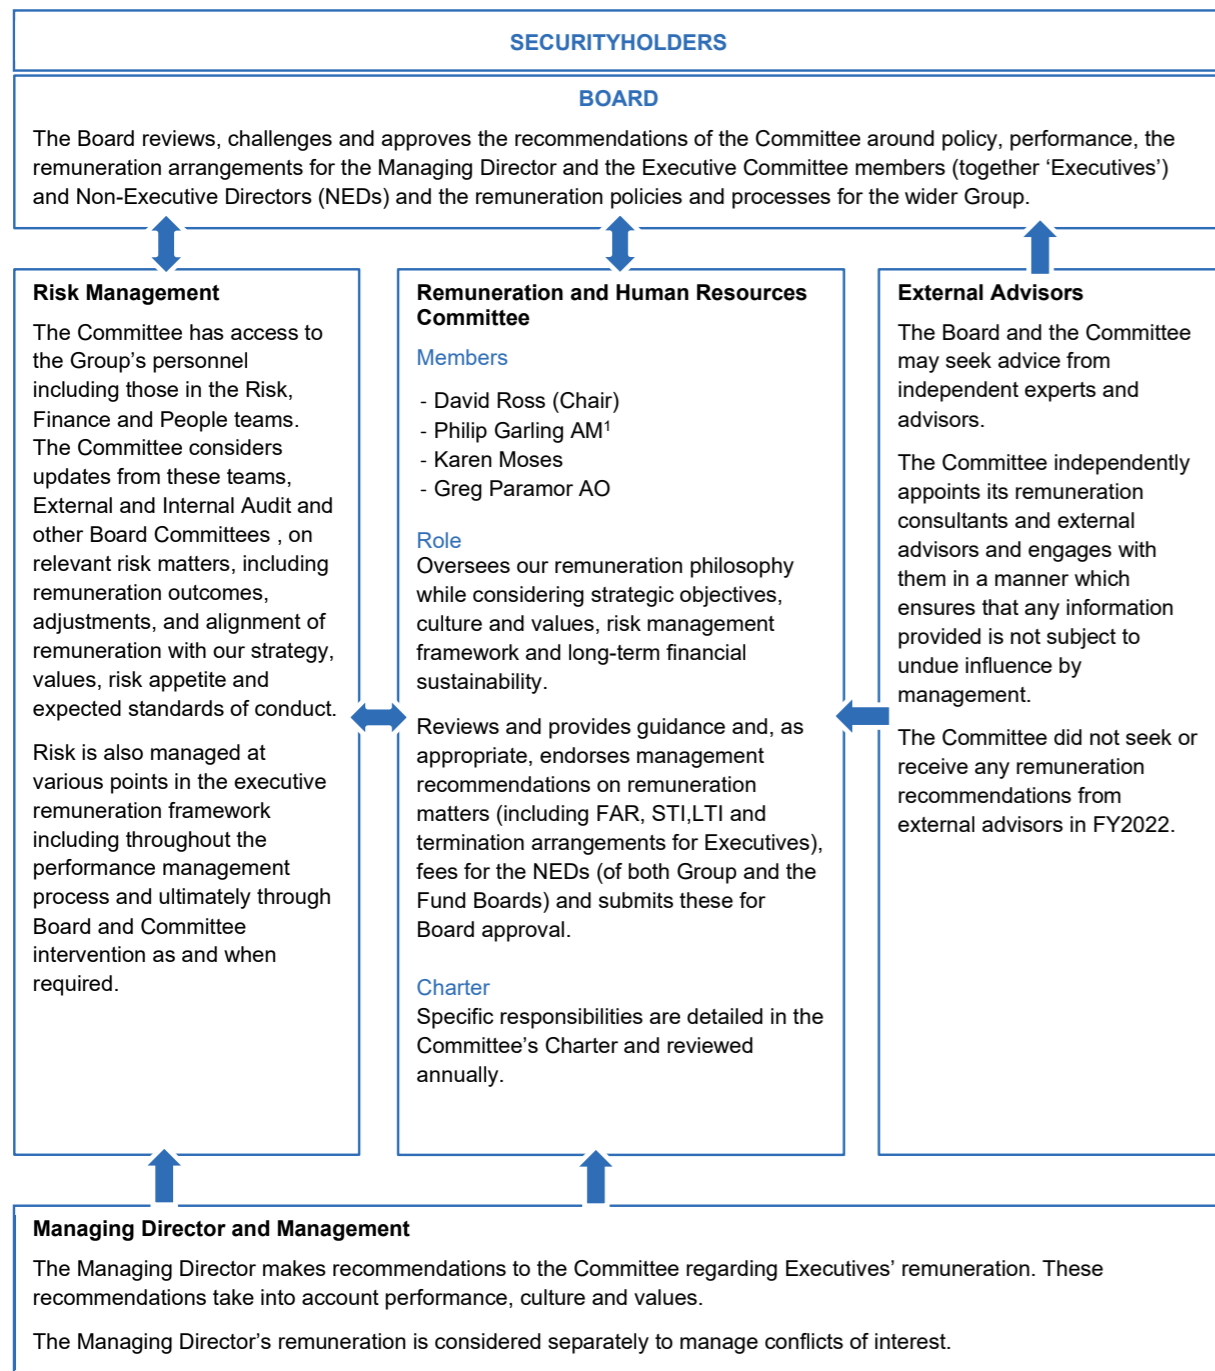 SECURITYHOLDERS
BOARD
The Board reviews, challenges and approves the recommendations of the Committee around policy, performance, the
remuneration arrangements for the Managing Director and the Executive Committee members (together ‘Executives’)
and Non-Executive Directors (NEDs) and the remuneration policies and processes for the wider Group.
Risk Management
The Committee has access to
the Group’s personnel
including those in the Risk,
Finance and People teams.
The Committee considers
updates from these teams,
External and Internal Audit and
other Board Committees , on
relevant risk matters, including
remuneration outcomes,
adjustments, and alignment of
remuneration with our strategy,
values, risk appetite and
expected standards of conduct.
Risk is also managed at
various points in the executive
remuneration framework
including throughout the
performance management
process and ultimately through
Board and Committee
intervention as and when
required.
Remuneration and Human Resources
Committee
Members
- David Ross (Chair)
- Philip Garling AM¹
- Karen Moses
- Greg Paramor AO
Role
Oversees our remuneration philosophy
while considering strategic objectives,
culture and values, risk management
framework and long-term financial
sustainability.
Reviews and provides guidance and, as
appropriate, endorses management
recommendations on remuneration
matters (including FAR, STI,LTI and
termination arrangements for Executives),
fees for the NEDs (of both Group and the
Fund Boards) and submits these for
Board approval.
Charter
Specific responsibilities are detailed in the
Committee’s Charter and reviewed
annually.
External Advisors
The Board and the Committee
may seek advice from
independent experts and
advisors.
The Committee independently
appoints its remuneration
consultants and external
advisors and engages with
them in a manner which
ensures that any information
provided is not subject to
undue influence by
management.
The Committee did not seek or
receive any remuneration
recommendations from
external advisors in FY2022.
Managing Director and Management
The Managing Director makes recommendations to the Committee regarding Executives’ remuneration. These
recommendations take into account performance, culture and values.
The Managing Director’s remuneration is considered separately to manage conflicts of interest.